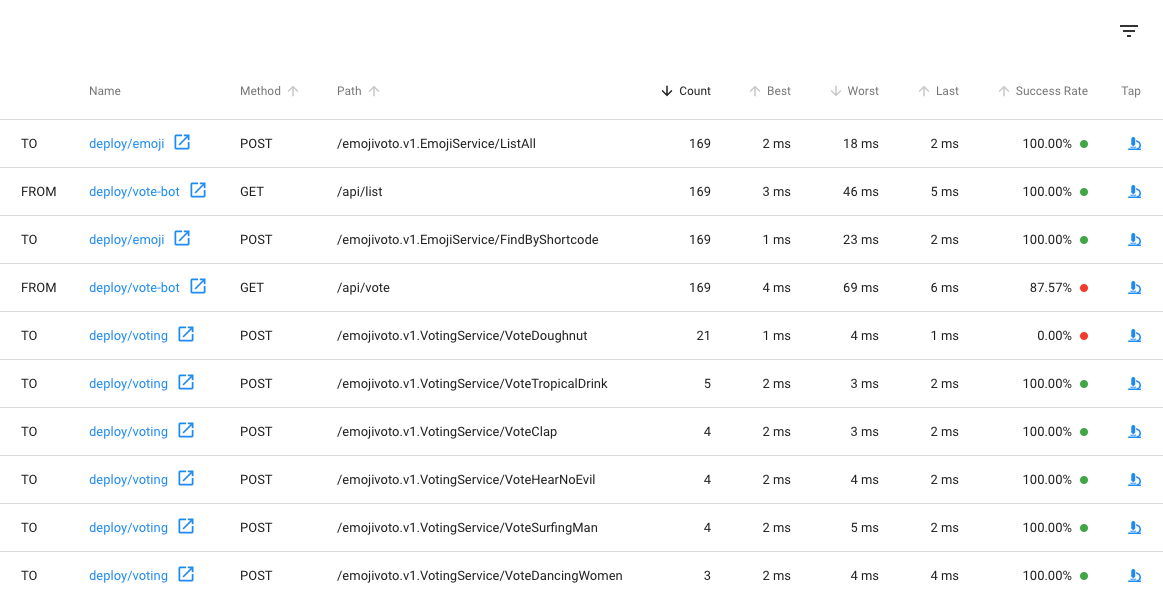 Name Method Path Count Best Worst Last Success Rate Tap
TO deploy/emoji POST /emojivoto.v1.EmojiService/ListAll 169 2 ms 18 ms 2 ms 100.00%
FROM deploy/vote-bot GET /api/list 169 3 ms 46 ms 5 ms 100.00%
TO deploy/emoji POST /emojivoto.v1.EmojiService/FindByShortcode 169 1 ms 23 ms 2 ms 100.00%
FROM deploy/vote-bot GET /api/vote 169 4 ms 69 ms 6 ms 87.57%
TO deploy/voting POST /emojivoto.v1.VotingService/VoteDoughnut 21 1 ms 4 ms 1 ms 0.00%
TO deploy/voting POST /emojivoto.v1.VotingService/VoteTropicalDrink 5 2 ms 3 ms 2 ms 100.00%
TO deploy/voting POST /emojivoto.v1.VotingService/VoteClap 4 2 ms 3 ms 2 ms 100.00%
TO deploy/voting POST /emojivoto.v1.VotingService/VoteHearNoEvil 4 2 ms 4 ms 2 ms 100.00%
TO deploy/voting POST /emojivoto.v1.VotingService/VoteSurfingMan 4 2 ms 5 ms 2 ms 100.00%
TO deploy/voting POST /emojivoto.v1.VotingService/VoteDancingWomen 3 2 ms 4 ms 4 ms 100.00%